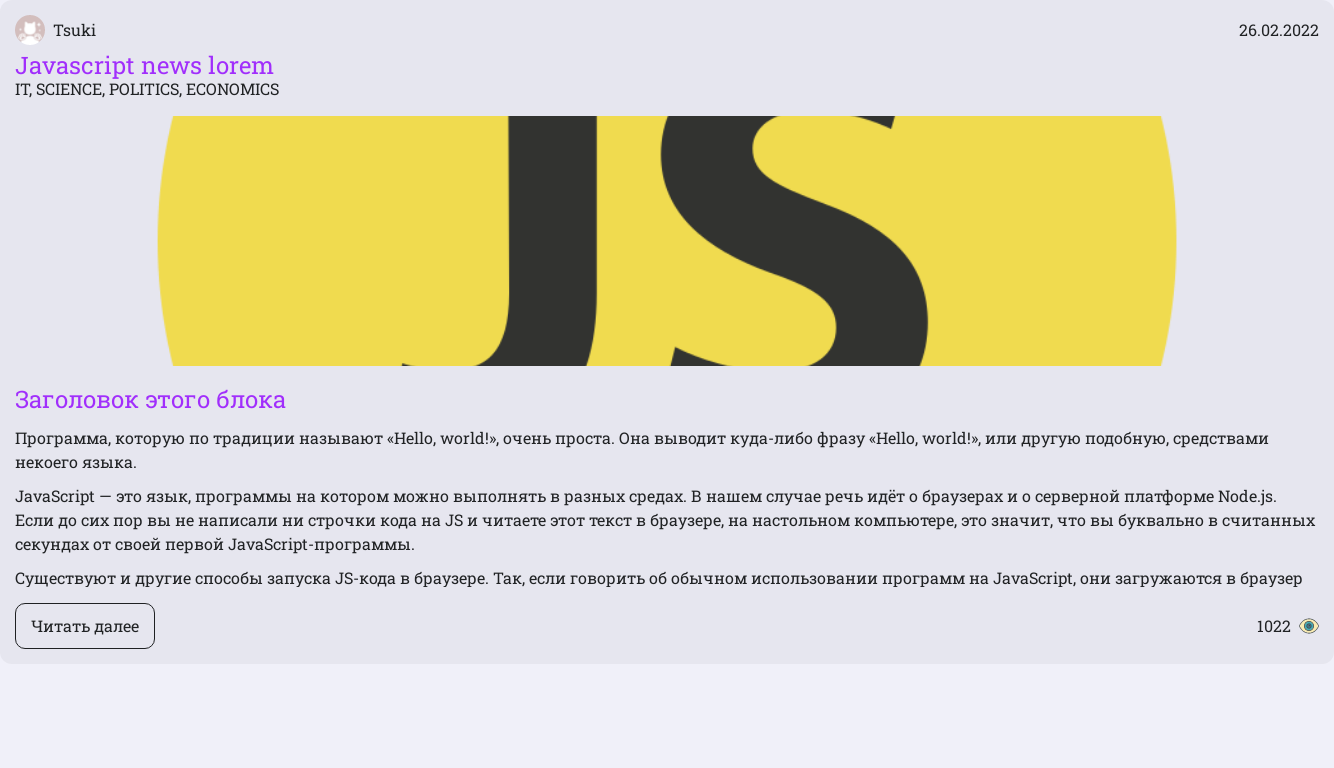 Tsuki
26.02.2022
Javascript news lorem
IT, SCIENCE, POLITICS, ECONOMICS
JS
Заголовок этого блока
Программа, которую по традиции называют «Hello, world!», очень проста. Она выводит куда-либо фразу «Hello, world!», или другую подобную, средствами
некоего языка.
JavaScript — это язык, программы на котором можно выполнять в разных средах. В нашем случае речь идёт о браузерах и о серверной платформе Node.js.
Если до сих пор вы не написали ни строчки кода на JS и читаете этот текст в браузере, на настольном компьютере, это значит, что вы буквально в считанных
секундах от своей первой JavaScript-программы.
Существуют и другие способы запуска JS-кода в браузере. Так, если говорить об обычном использовании программ на JavaScript, они загружаются в браузер
Читать далее
1022